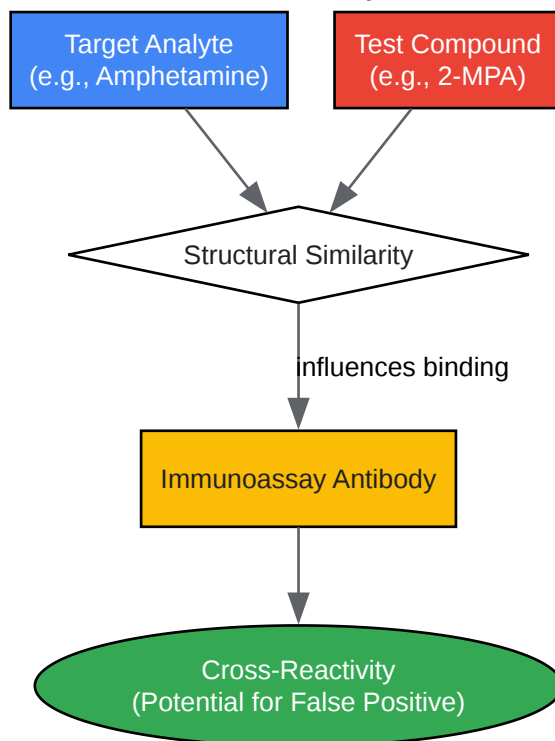 Target Analyte
(e.g., Amphetamine)
Test Compound
(e.g., 2-MPA)
Structural Similarity
influences binding
Immunoassay Antibody
Cross-Reactivity
(Potential for False Positive)